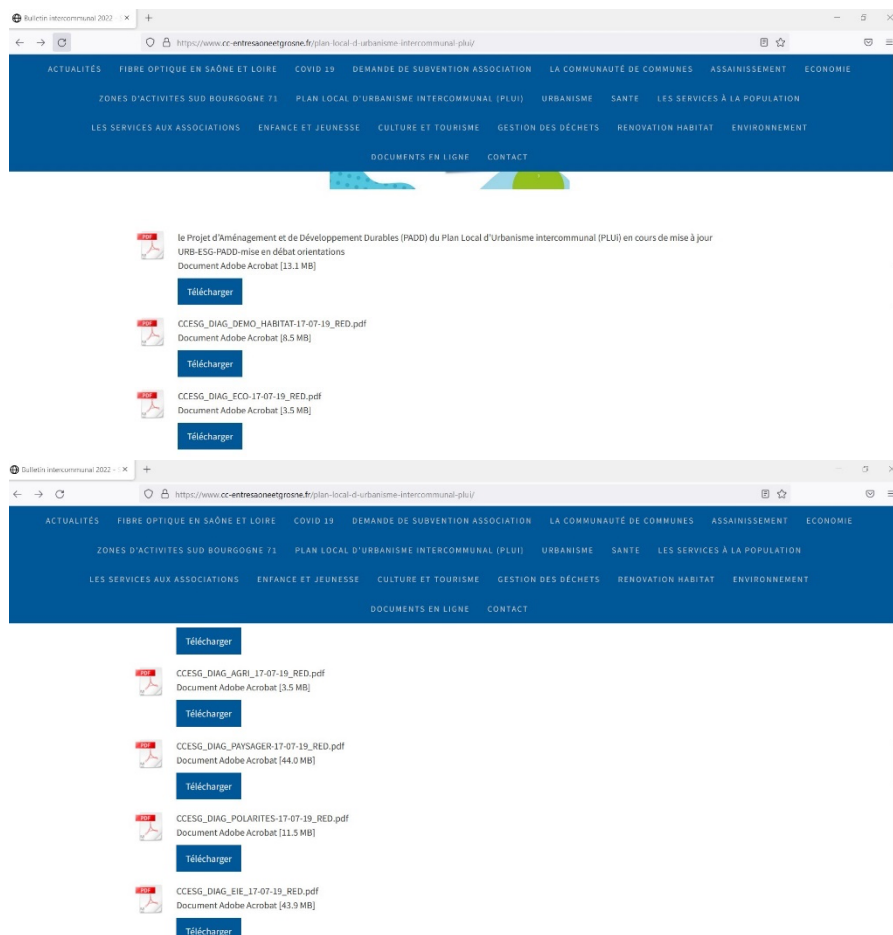 Bulletin intercommunal 2022
https://www.cc-entresaoneetgrosne.fr/plan-local-d-urbanisme-intercommunal-plui/
ACTUALITÉS FIBRE OPTIQUE EN SAÔNE ET LOIRE COVID 19 DEMANDE DE SUBVENTION ASSOCIATION LA COMMUNAUTÉ DE COMMUNES ASSAINISSEMENT ECONOMIE
ZONES D'ACTIVITES SUD BOURGOGNE 71 PLAN LOCAL D'URBANISME INTERCOMMUNAL (PLUI) URBANISME SANTE LES SERVICES À LA POPULATION
LES SERVICES AUX ASSOCIATIONS ENFANCE ET JEUNESSE CULTURE ET TOURISME GESTION DES DÉCHETS RENOVATION HABITAT ENVIRONNEMENT
DOCUMENTS EN LIGNE CONTACT
PDF
le Projet d'Aménagement et de Développement Durables (PADD) du Plan Local d'Urbanisme intercommunal (PLUi) en cours de mise à jour
URB-ESG-PADD-mise en débat orientations
Document Adobe Acrobat [13.1 MB]
Télécharger
PDF
CCESG_DIAG_DEMO_HABITAT-17-07-19_RED.pdf
Document Adobe Acrobat [8.5 MB]
Télécharger
PDF
CCESG_DIAG_ECO-17-07-19_RED.pdf
Document Adobe Acrobat [3.5 MB]
Télécharger
Bulletin intercommunal 2022 -
https://www.cc-entresaoneetgrosne.fr/plan-local-d-urbanisme-intercommunal-plui/
ACTUALITÉS FIBRE OPTIQUE EN SAÔNE ET LOIRE COVID 19 DEMANDE DE SUBVENTION ASSOCIATION LA COMMUNAUTÉ DE COMMUNES ASSAINISSEMENT ECONOMIE
ZONES D'ACTIVITES SUD BOURGOGNE 71 PLAN LOCAL D'URBANISME INTERCOMMUNAL (PLUI) URBANISME SANTE LES SERVICES À LA POPULATION
LES SERVICES AUX ASSOCIATIONS ENFANCE ET JEUNESSE CULTURE ET TOURISME GESTION DES DÉCHETS RENOVATION HABITAT ENVIRONNEMENT
DOCUMENTS EN LIGNE CONTACT
Télécharger
PDF
CCESG_DIAG_AGRI_17-07-19_RED.pdf
Document Adobe Acrobat [3.5 MB]
Télécharger
PDF
CCESG_DIAG_PAYSAGER-17-07-19_RED.pdf
Document Adobe Acrobat [44.0 MB]
Télécharger
PDF
CCESG_DIAG_POLARITES-17-07-19_RED.pdf
Document Adobe Acrobat [11.5 MB]
Télécharger
PDF
CCESG_DIAG_EIE_17-07-19_RED.pdf
Document Adobe Acrobat [43.9 MB]
Télécharger